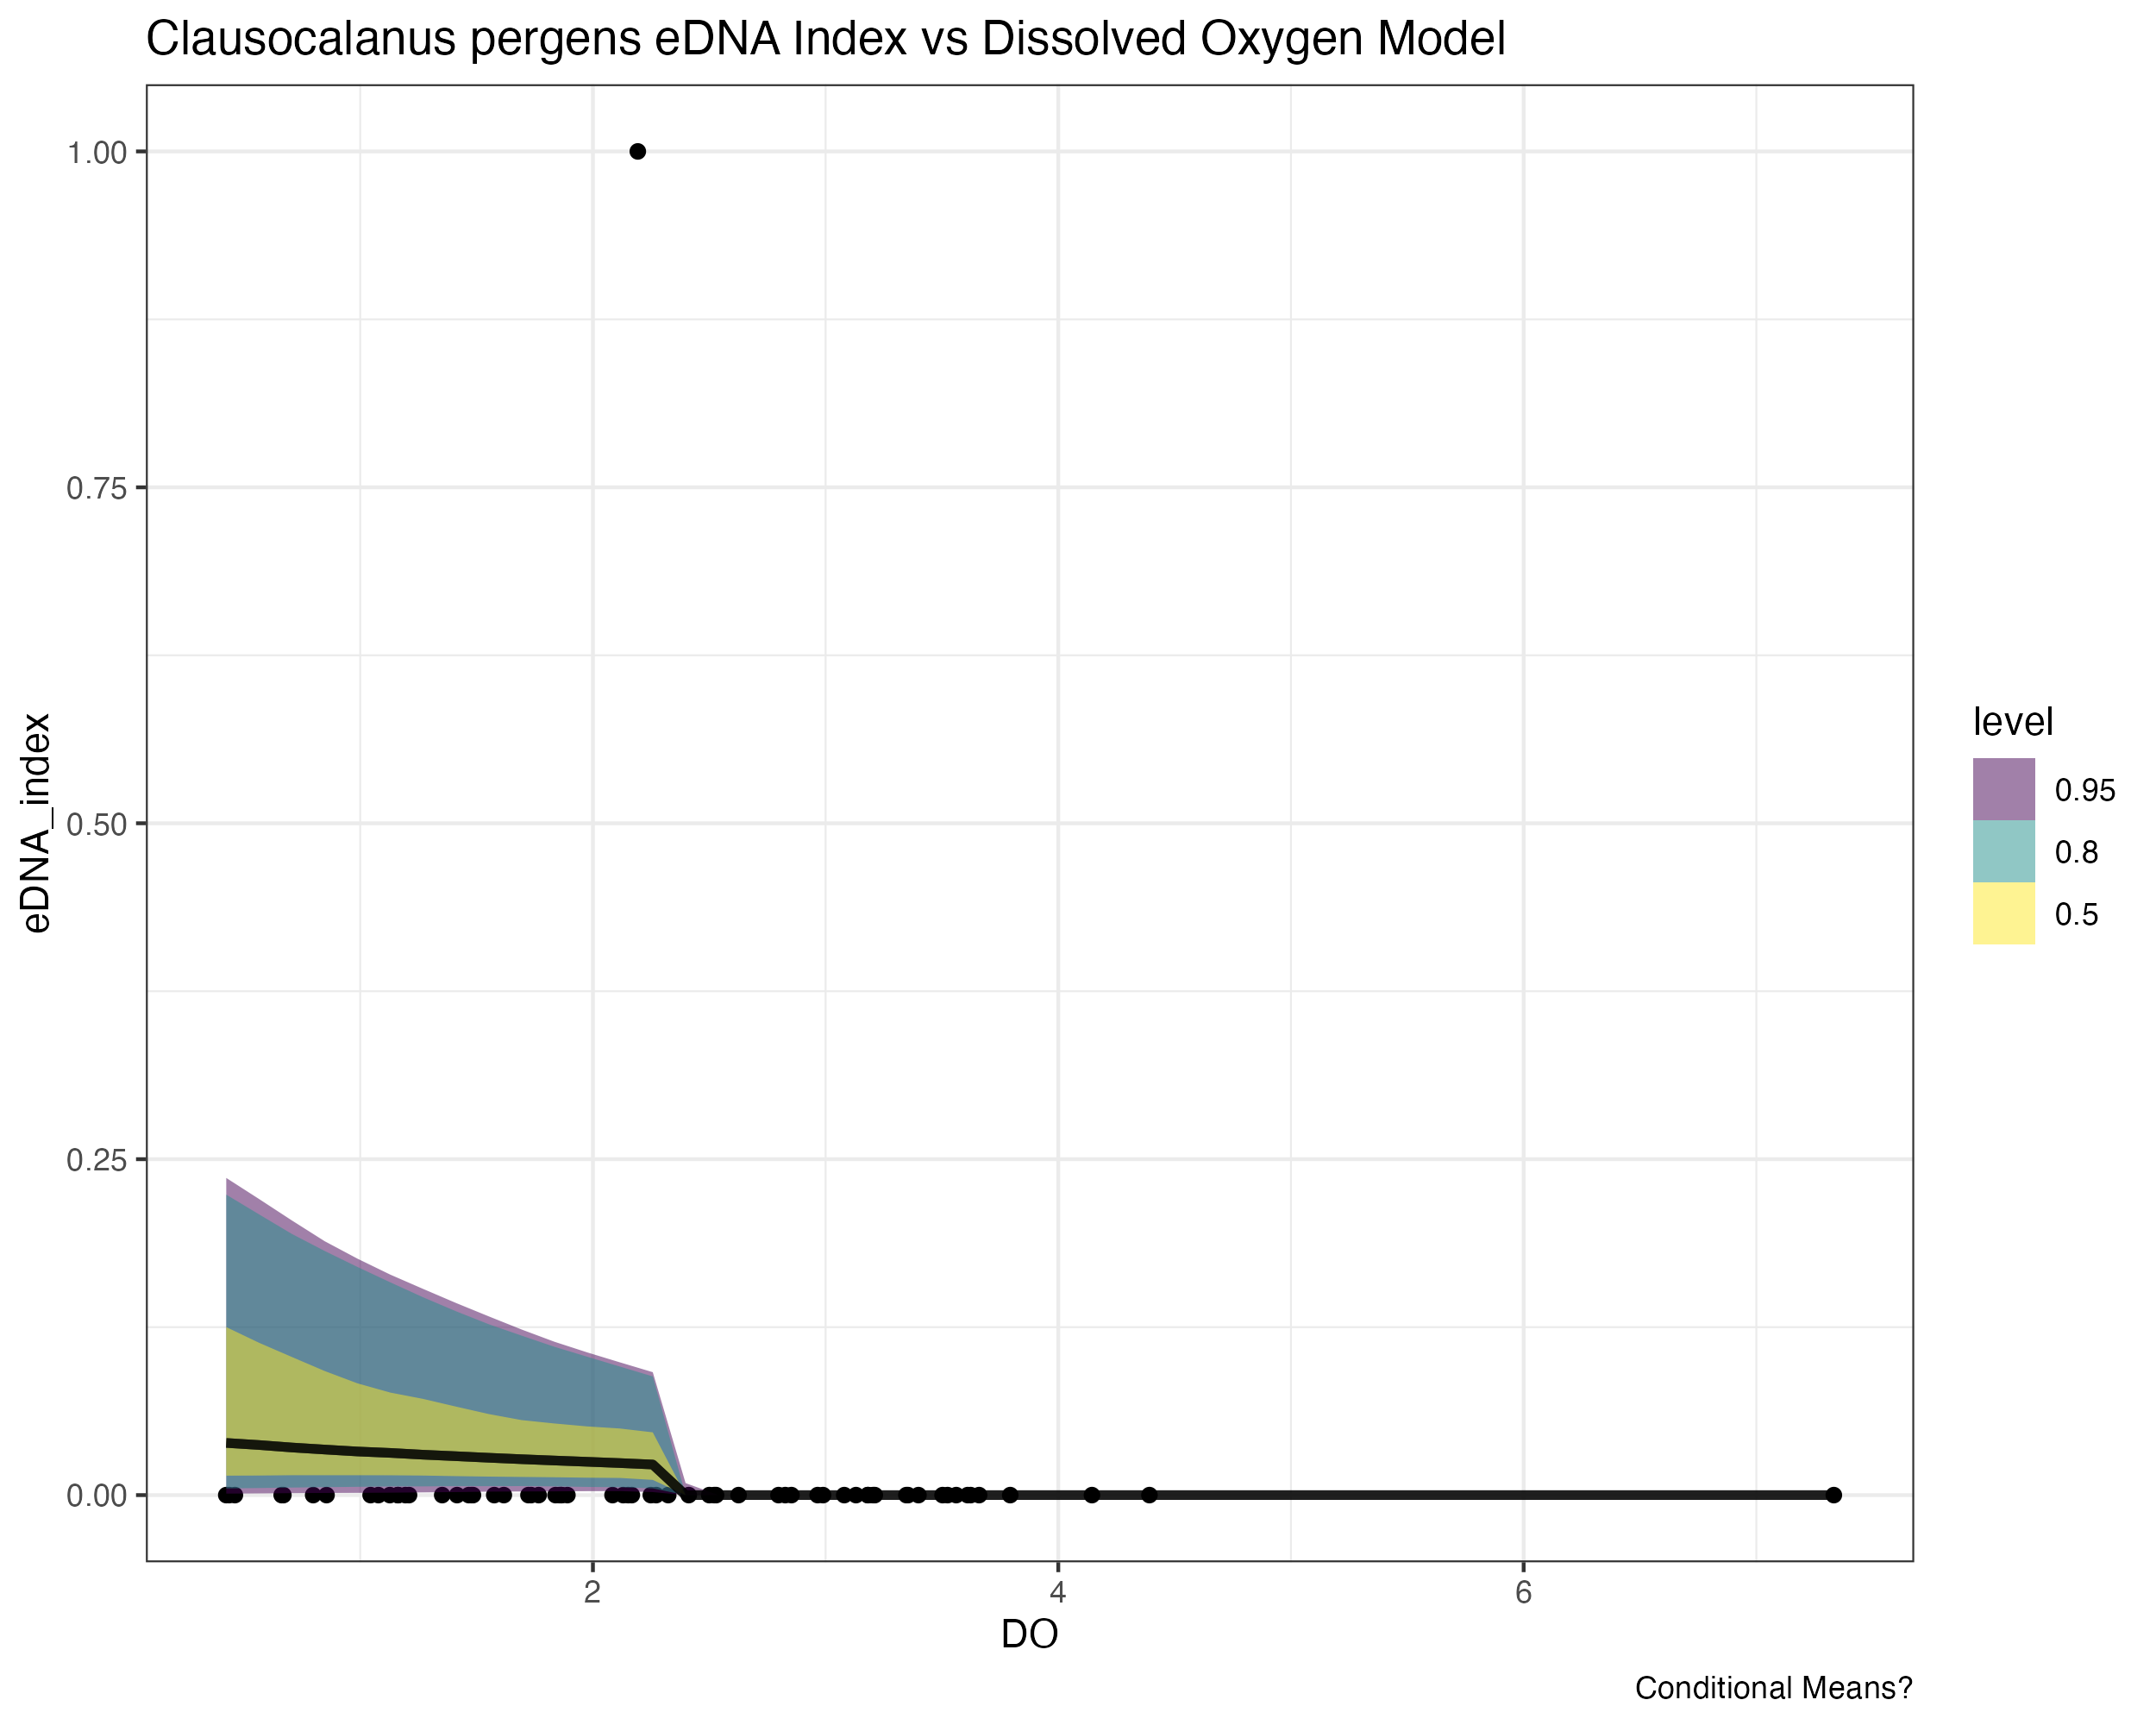 Clausocalanus pergens eDNA Index vs Dissolved Oxygen Model
1.00
0.75
0.50
0.25
0.00
eDNA_index
2
4
6
DO
level
0.95
0.8
0.5
Conditional Means?